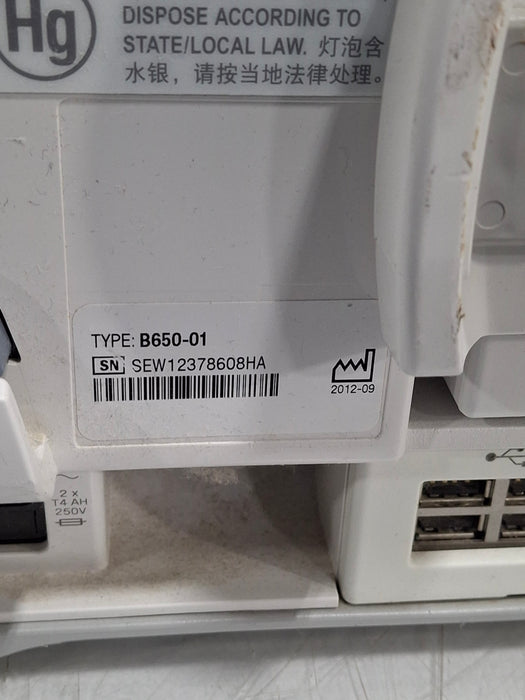 Hg
DISPOSE ACCORDING TO
STATE/LOCAL LAW. 灯泡含
水银，请按当地法律处理。
TYPE: B650-01
SN SEW12378608HA
2012-09
2 x
T4 AH
250V